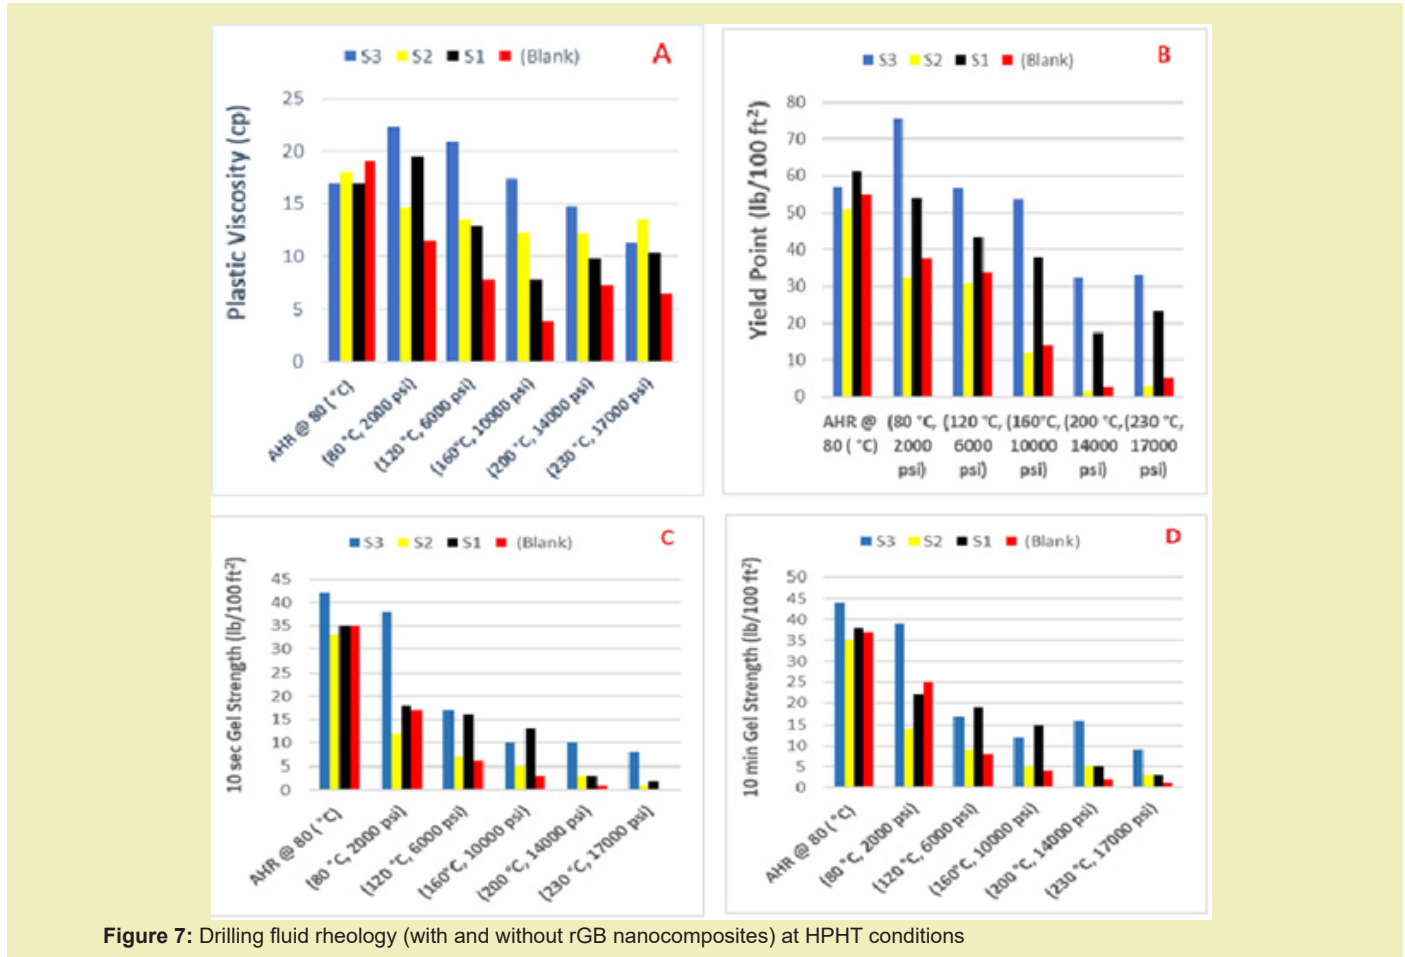 S3 S2 S1 (Blank) A
Plastic Viscosity (cp)
25
20
15
10
5
0
AHR @ 80 ( °C)
(80 °C, 2000 psi)
(120 °C, 6000 psi)
(160°C, 10000 psi)
(200 °C, 14000 psi)
(230 °C, 17000 psi)
S3 S2 S1 (Blank) B
Yield Point (lb/100 ft²)
80
70
60
50
40
30
20
10
0
AHR @ (80 °C, (120 °C, (160°C, (200 °C, (230 °C,
80 ( °C) 2000 6000 10000 14000 17000
psi) psi) psi) psi) psi)
S3 S2 S1 (Blank) C
10 sec Gel Strength (lb/100 ft²)
45
40
35
30
25
20
15
10
5
0
AHR @ 80 ( °C)
(80 °C, 2000 psi)
(120 °C, 6000 psi)
(160°C, 10000 psi)
(200 °C, 14000 psi)
(230 °C, 17000 psi)
S3 S2 S1 (Blank) D
10 min Gel Strength (lb/100 ft²)
50
45
40
35
30
25
20
15
10
5
0
AHR @ 80 ( °C)
(80 °C, 2000 psi)
(120 °C, 6000 psi)
(160°C, 10000 psi)
(200 °C, 14000 psi)
(230 °C, 17000 psi)
Figure 7: Drilling fluid rheology (with and without rGB nanocomposites) at HPHT conditions